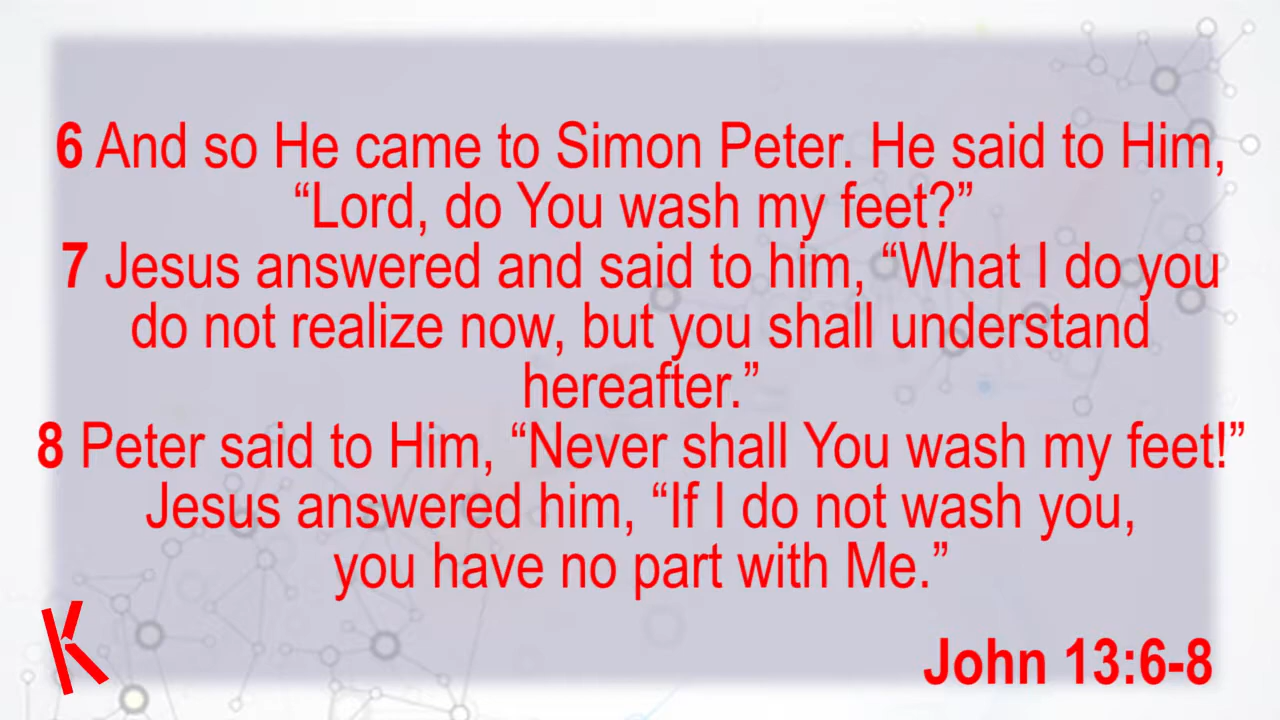 6 And so He came to Simon Peter. He said to Him,
“Lord, do You wash my feet?”
7 Jesus answered and said to him, “What I do you
do not realize now, but you shall understand
hereafter.”
8 Peter said to Him, “Never shall You wash my feet!”
Jesus answered him, “If I do not wash you,
you have no part with Me.”
K
John 13:6-8